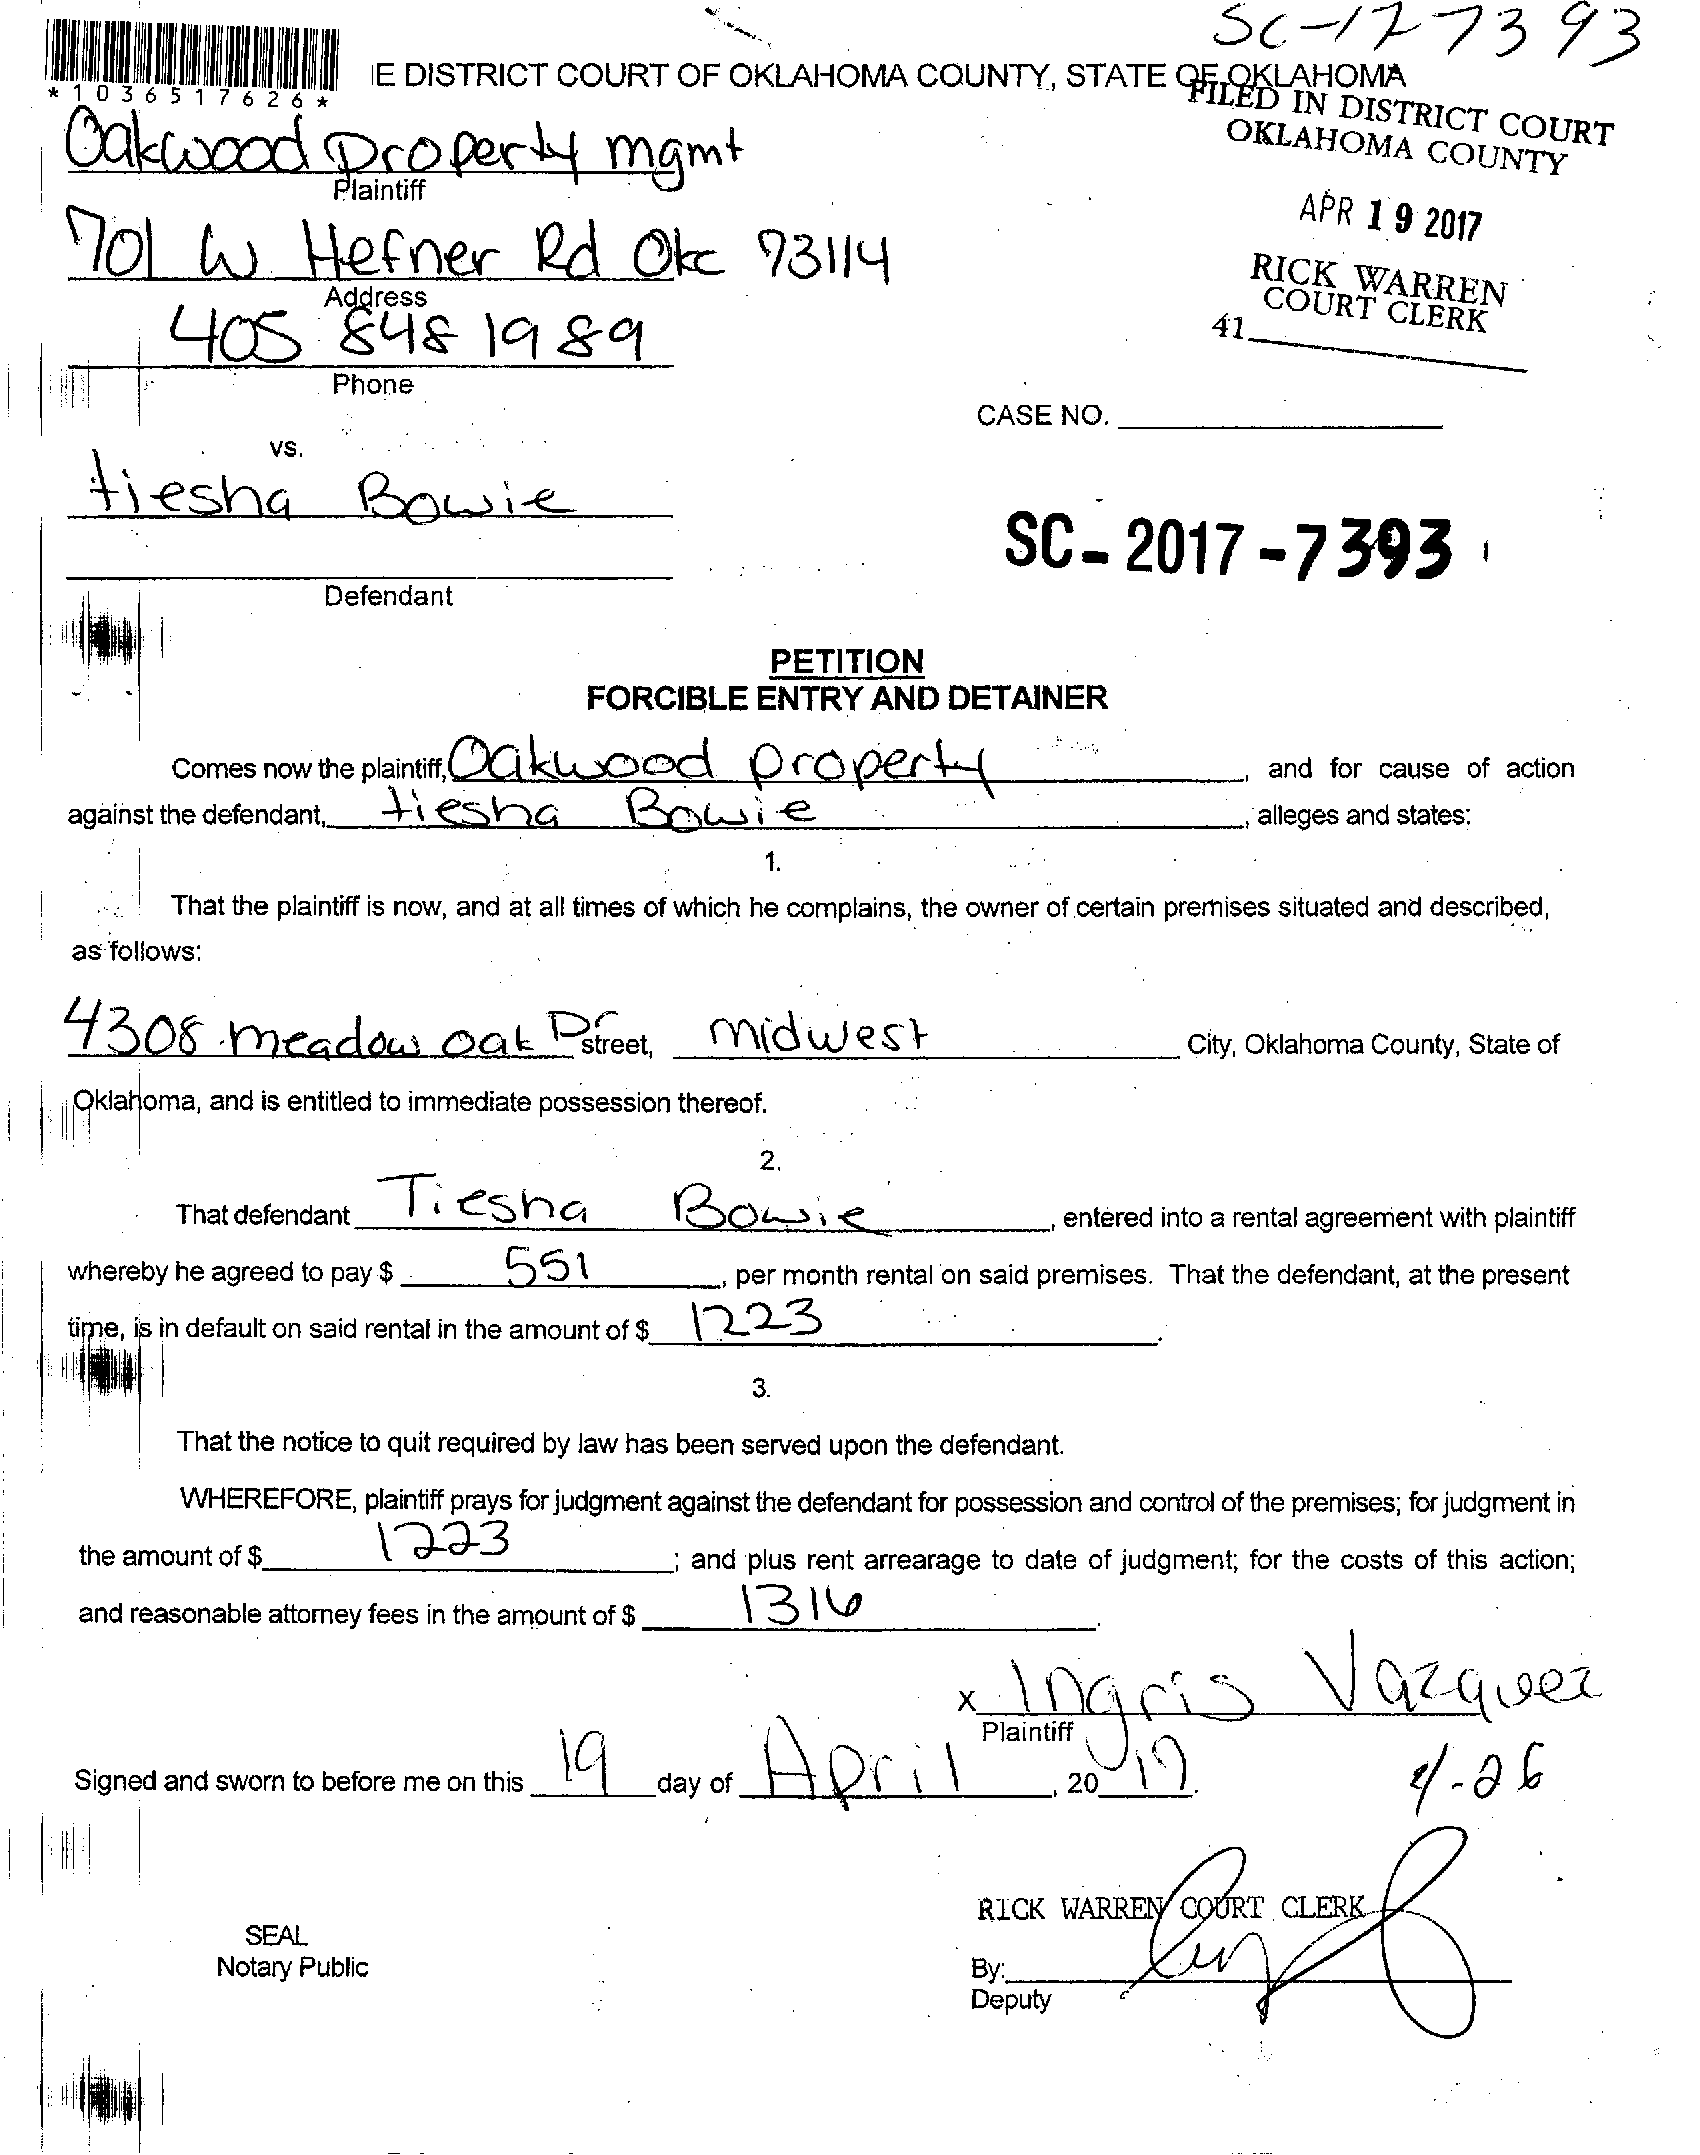 SC-17-7393
*1036517626*
IE DISTRICT COURT OF OKLAHOMA COUNTY, STATE OF OKLAHOMA
FILED IN DISTRICT COURT
OKLAHOMA COUNTY
Oakwood Property mgmt
Plaintiff
APR 19 2017
701 W Hefner Rd Okc 73114
Address
RICK WARREN
COURT CLERK
41
405 848 1989
Phone
CASE NO.
vs.
tiesha Bowie
SC-2017-7393
Defendant
PETITION
FORCIBLE ENTRY AND DETAINER
Comes now the plaintiff, Oakwood property, and for cause of action
against the defendant, tiesha Bowie, alleges and states:
1.
That the plaintiff is now, and at all times of which he complains, the owner of certain premises situated and described,
as follows:
4308 meadow oak Dr street, midwest City, Oklahoma County, State of
Oklahoma, and is entitled to immediate possession thereof.
2.
That defendant Tiesha Bowie, entered into a rental agreement with plaintiff
whereby he agreed to pay $ 551, per month rental on said premises. That the defendant, at the present
time, is in default on said rental in the amount of $ 1223.
3.
That the notice to quit required by law has been served upon the defendant.
WHEREFORE, plaintiff prays for judgment against the defendant for possession and control of the premises; for judgment in
the amount of $ 1223; and plus rent arrearage to date of judgment; for the costs of this action;
and reasonable attorney fees in the amount of $ 1316.
x Ingris Vazquez
Plaintiff
Signed and sworn to before me on this 19 day of April, 2017.
4-26
RICK WARREN COURT CLERK
SEAL
Notary Public
By:
Deputy